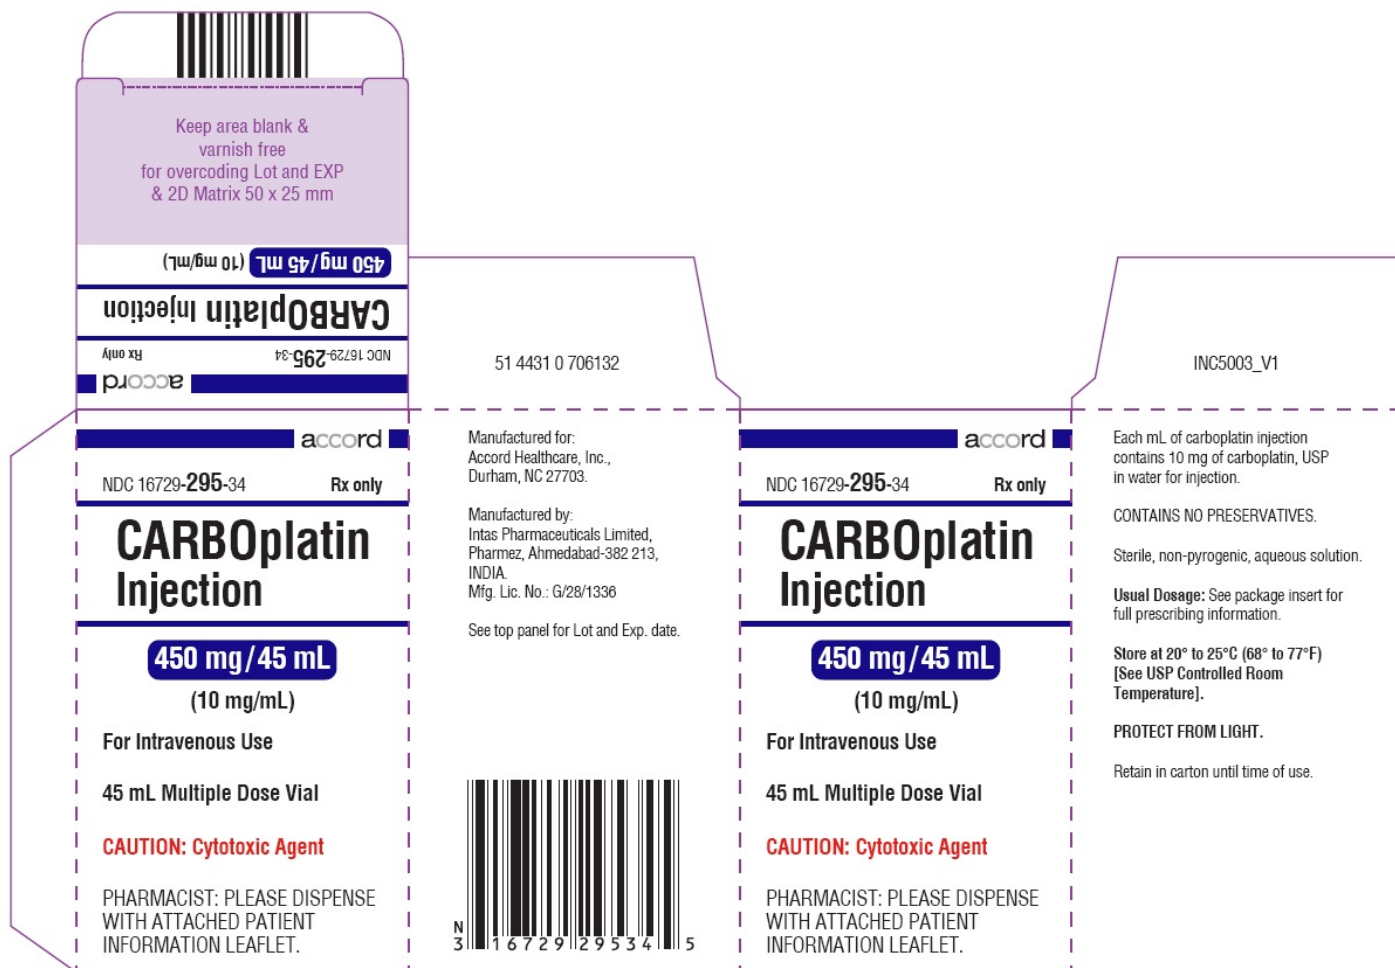 Keep area blank &
varnish free
for overcoding Lot and EXP
& 2D Matrix 50 x 25 mm
450 mg/45 mL (10 mg/mL)
CARBOplatin Injection
NDC 16729-295-34 Rx only
accord
51 4431 0 706132
INC5003_V1
accord
NDC 16729-295-34 Rx only
CARBOplatin
Injection
450 mg/45 mL
(10 mg/mL)
For Intravenous Use
45 mL Multiple Dose Vial
CAUTION: Cytotoxic Agent
PHARMACIST: PLEASE DISPENSE
WITH ATTACHED PATIENT
INFORMATION LEAFLET.
Manufactured for:
Accord Healthcare, Inc.,
Durham, NC 27703.
Manufactured by:
Intas Pharmaceuticals Limited,
Pharmez, Ahmedabad-382 213,
INDIA.
Mfg. Lic. No.: G/28/1336
See top panel for Lot and Exp. date.
N
3 16729 29534 5
accord
NDC 16729-295-34 Rx only
CARBOplatin
Injection
450 mg/45 mL
(10 mg/mL)
For Intravenous Use
45 mL Multiple Dose Vial
CAUTION: Cytotoxic Agent
PHARMACIST: PLEASE DISPENSE
WITH ATTACHED PATIENT
INFORMATION LEAFLET.
Each mL of carboplatin injection
contains 10 mg of carboplatin, USP
in water for injection.
CONTAINS NO PRESERVATIVES.
Sterile, non-pyrogenic, aqueous solution.
Usual Dosage: See package insert for
full prescribing information.
Store at 20° to 25°C (68° to 77°F)
[See USP Controlled Room
Temperature].
PROTECT FROM LIGHT.
Retain in carton until time of use.